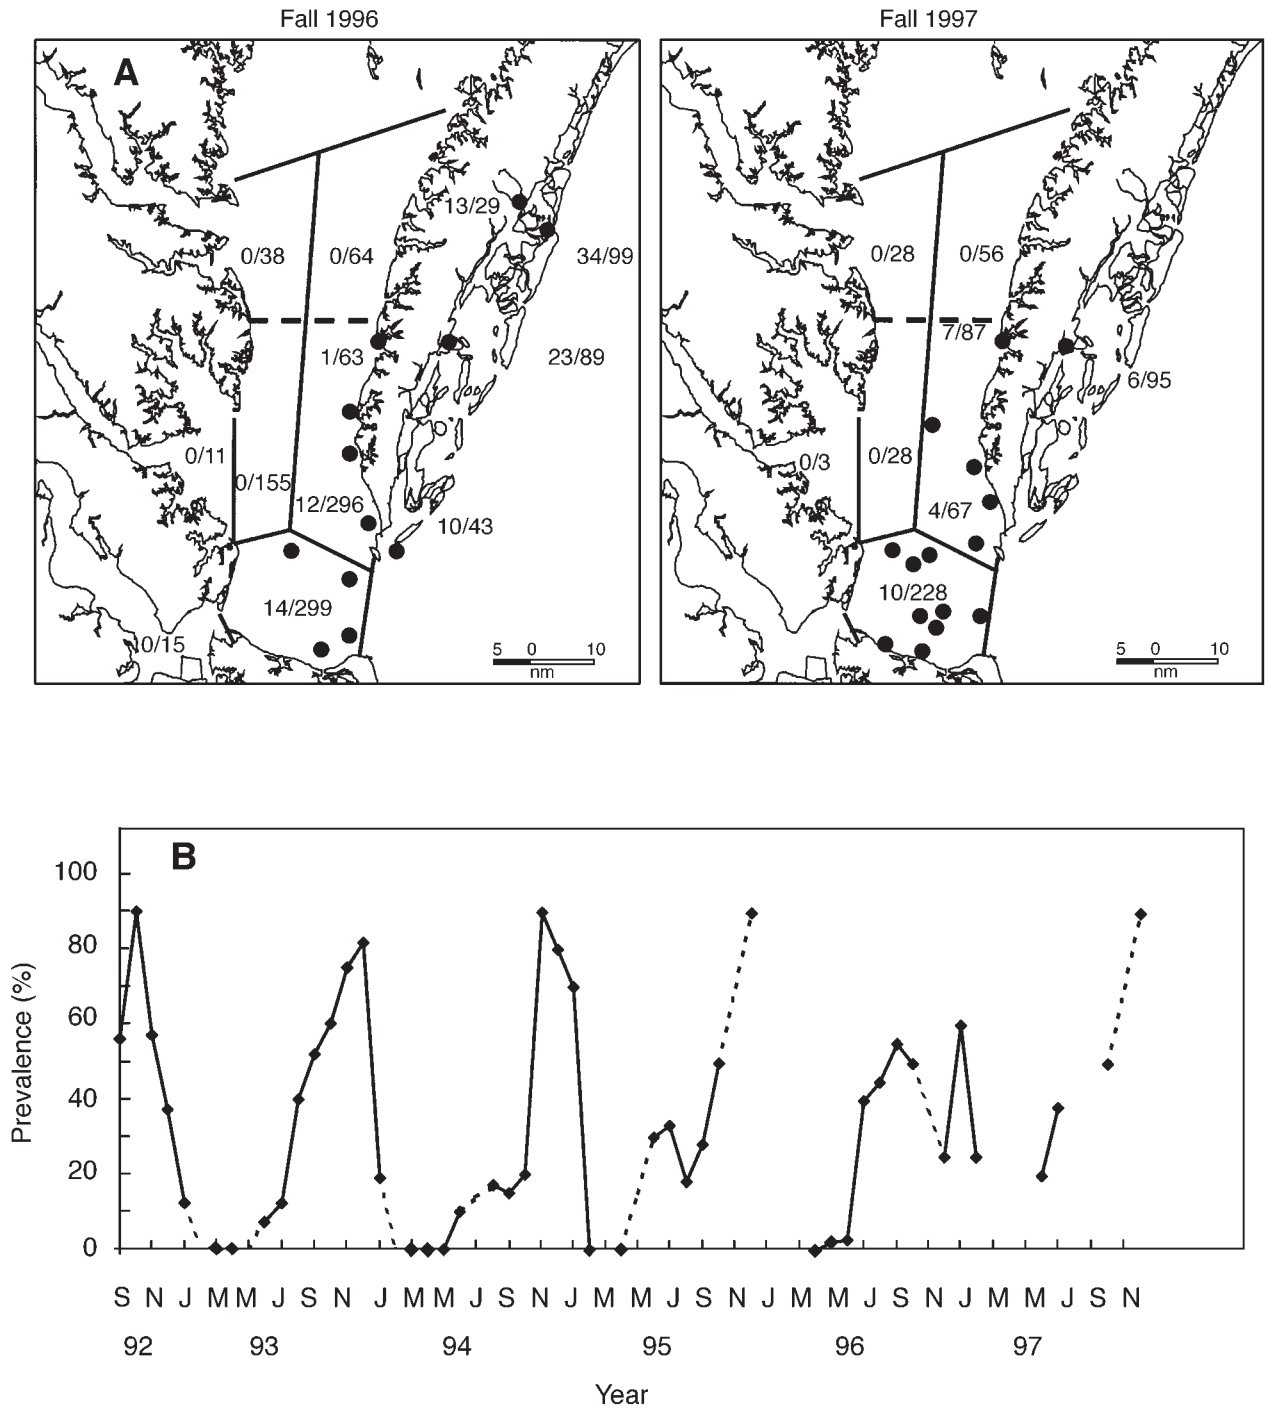 Fall 1996
Fall 1997
A
13/29
0/38
0/64
34/99
1/63
23/89
0/11
0/155
12/296
10/43
14/299
0/15
5 0 10
nm
0/28
0/56
7/87
6/95
0/3
0/28
4/67
10/228
5 0 10
nm
B
Prevalence (%)
100
80
60
40
20
0
S N J M M J S N J M M J S N J M M J S N J M M J S N J M M J S N
92 93 94 95 96 97
Year